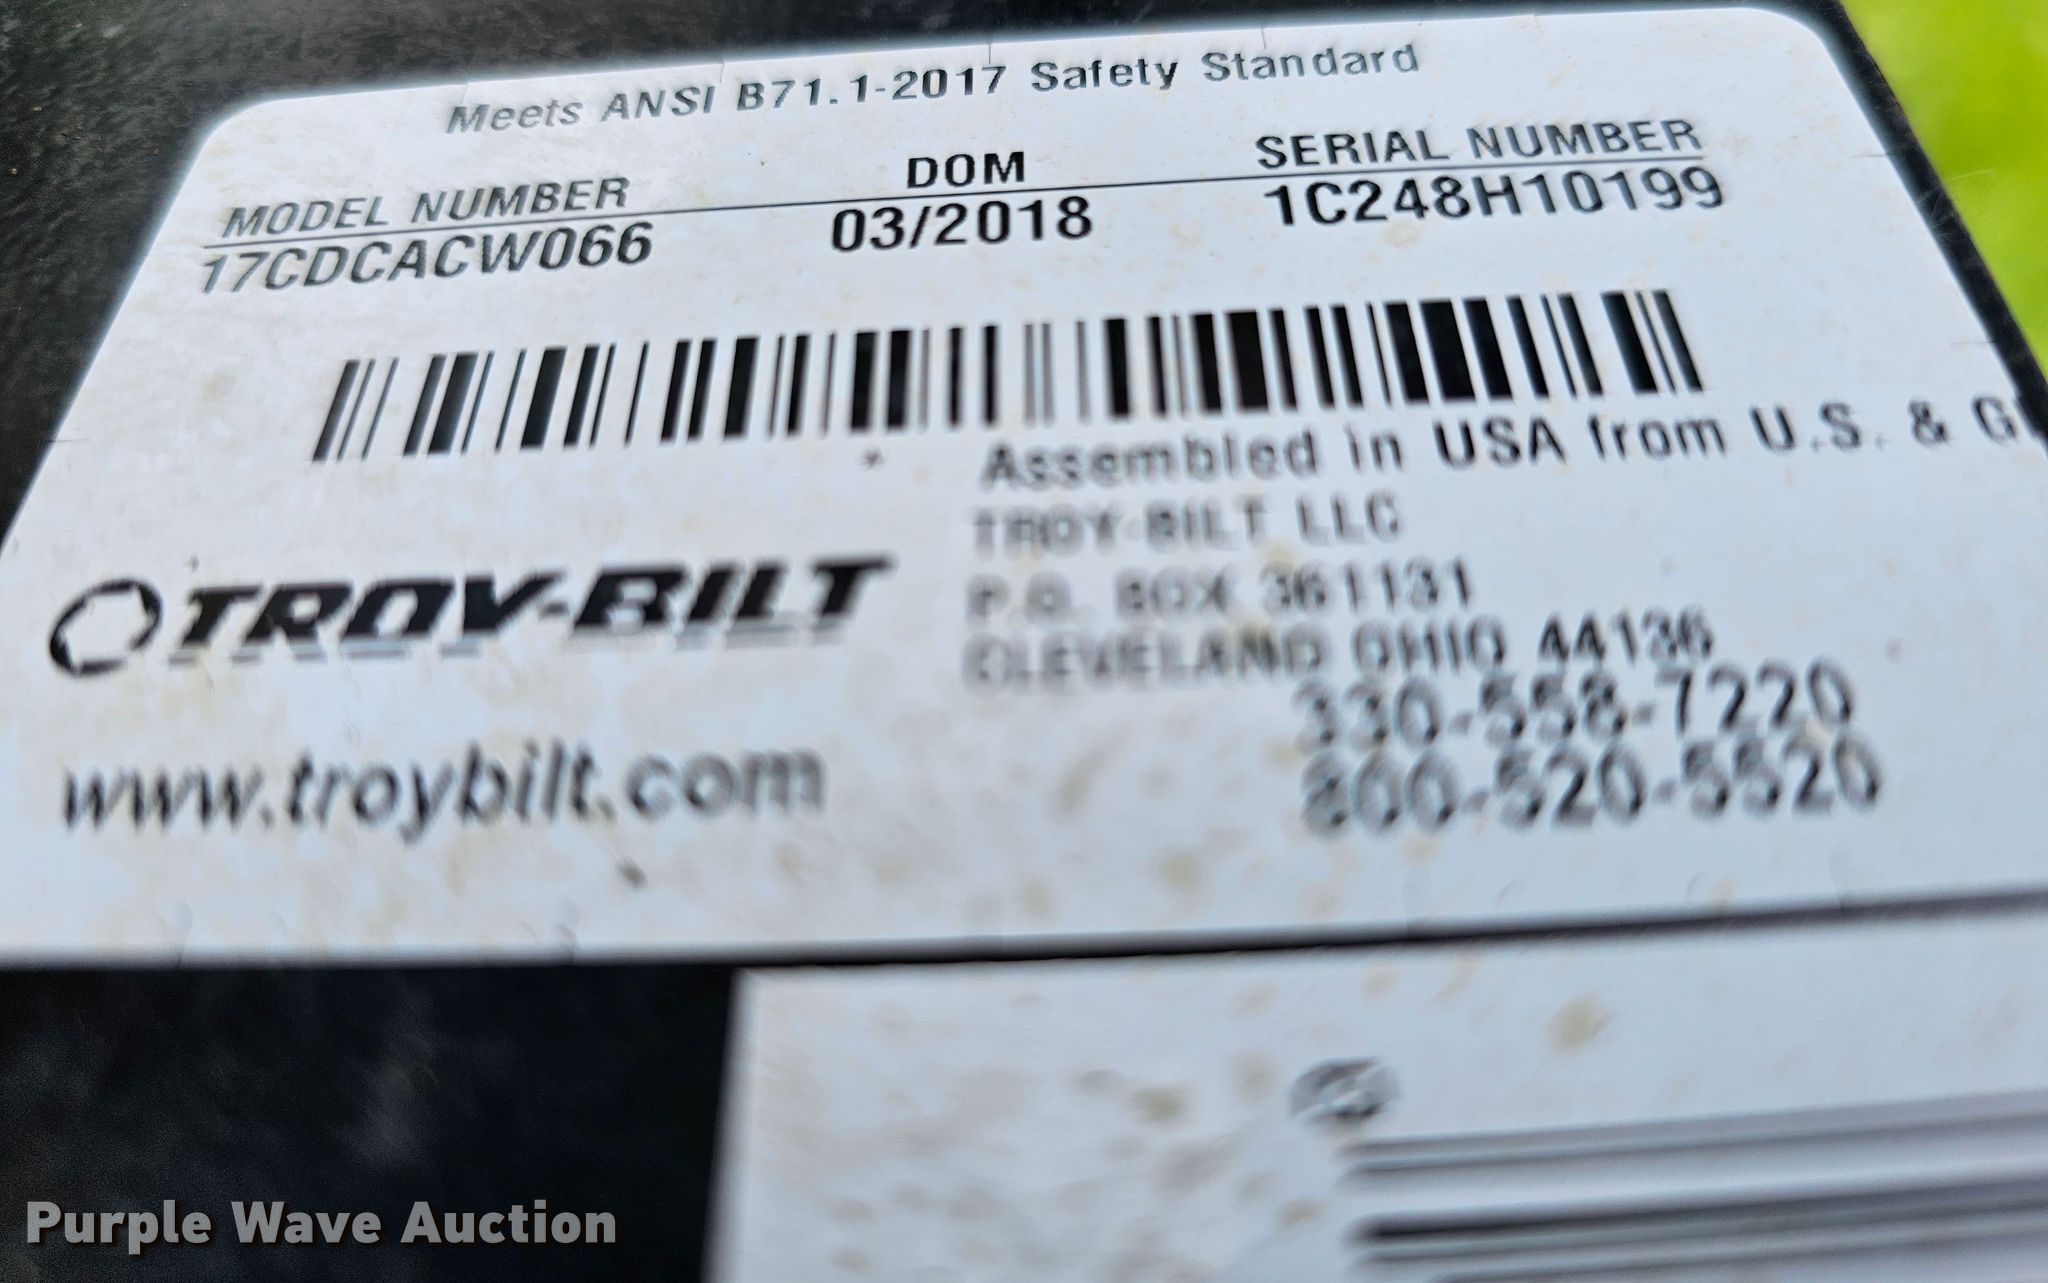 Meets ANSI B71.1-2017 Safety Standard
MODEL NUMBER DOM SERIAL NUMBER
17CDCACW066 03/2018 1C248H10199
Assembled in USA from U.S. &
TROY-BILT LLC
P.O. BOX 361131
CLEVELAND OHIO 44136
330-558-7220
800-520-5520
TROY-BILT
www.troybilt.com
Purple Wave Auction